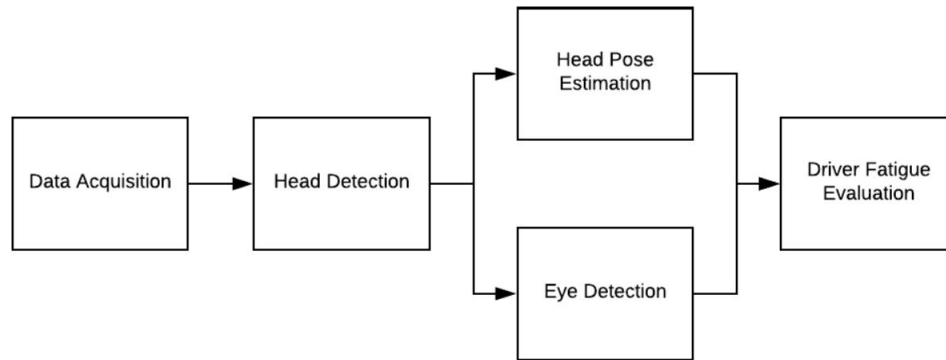 Data Acquisition
Head Detection
Head Pose
Estimation
Eye Detection
Driver Fatigue
Evaluation